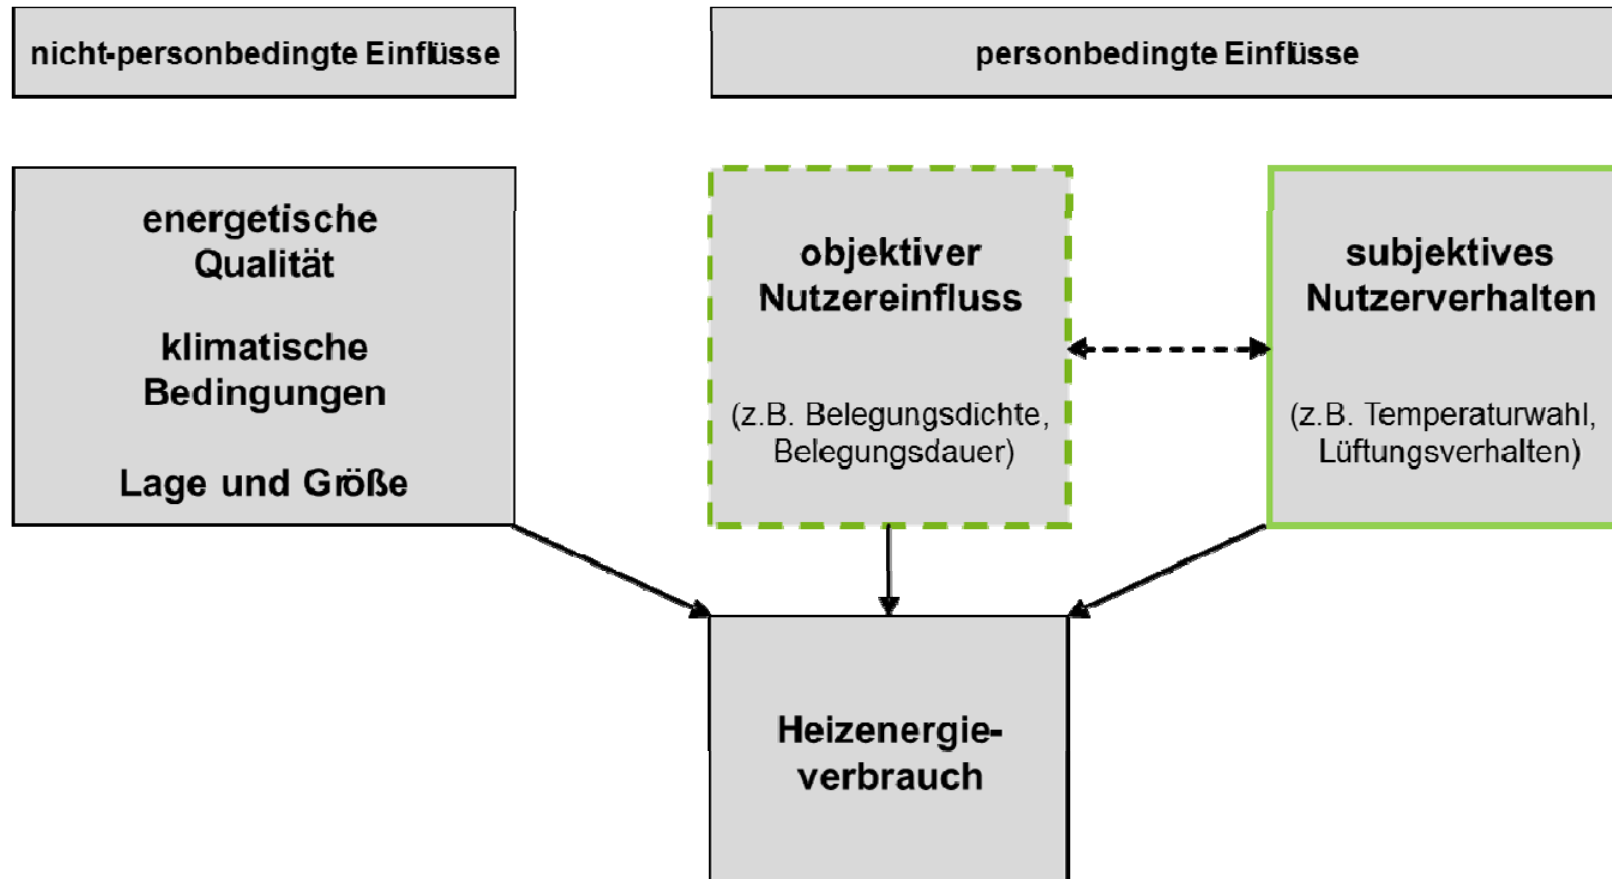 nicht-personbedingte Einflüsse
personbedingte Einflüsse
energetische
Qualität
klimatische
Bedingungen
Lage und Größe
objektiver
Nutzereinfluss
(z.B. Belegungsdichte,
Belegungsdauer)
subjektives
Nutzerverhalten
(z.B. Temperaturwahl,
Lüftungsverhalten)
Heizenergie-
verbrauch